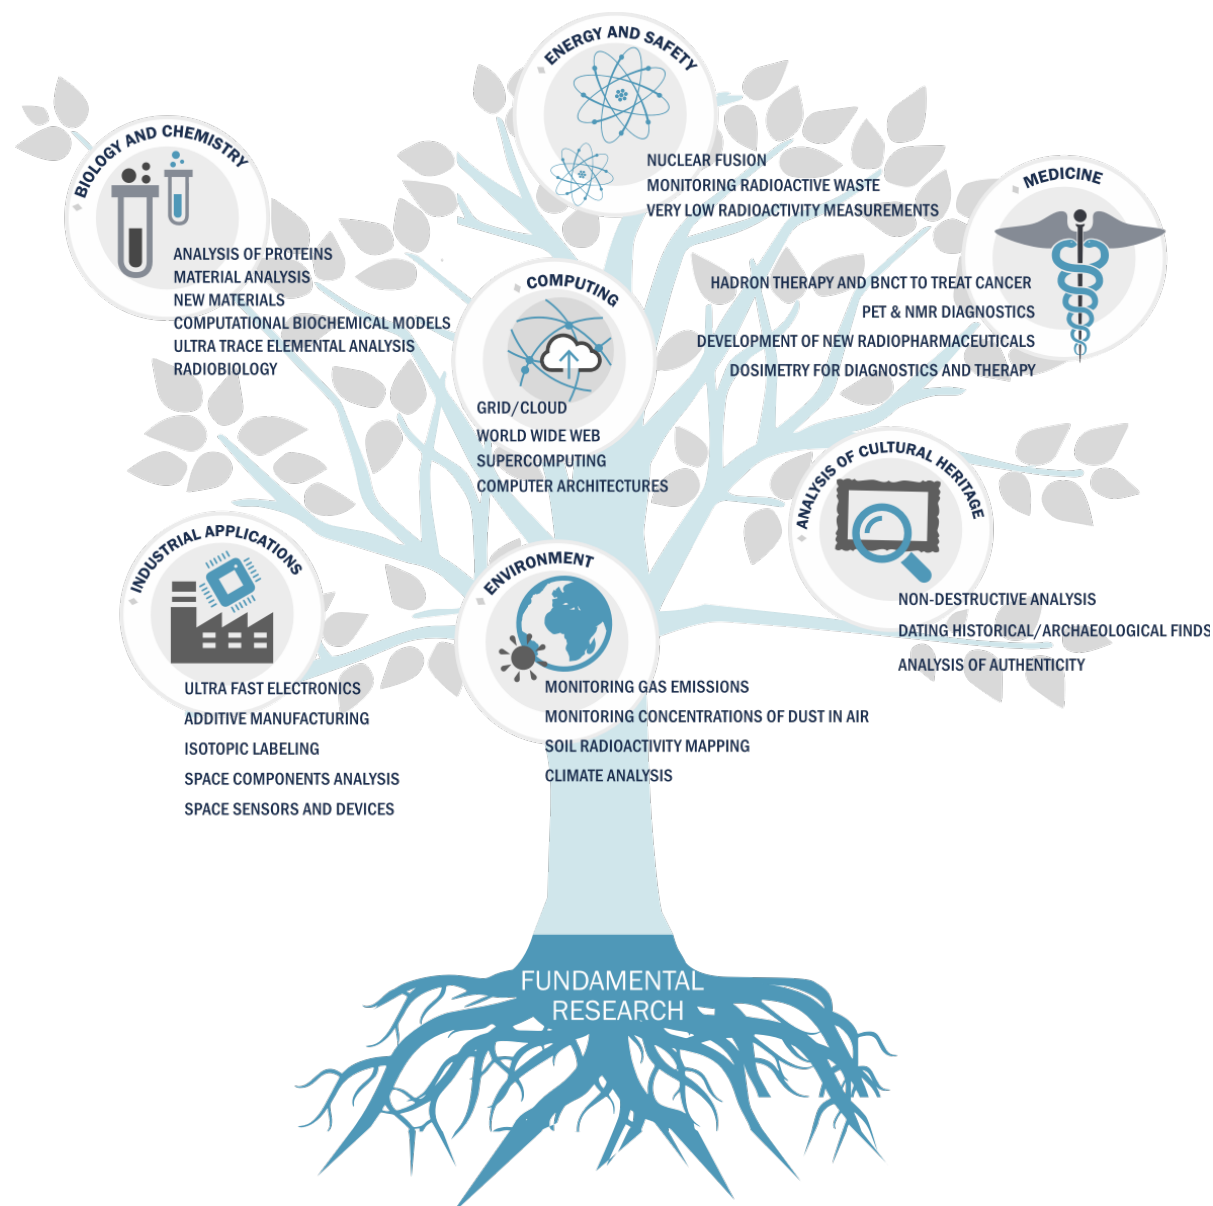 ENERGY AND SAFETY
NUCLEAR FUSION
MONITORING RADIOACTIVE WASTE
VERY LOW RADIOACTIVITY MEASUREMENTS
BIOLOGY AND CHEMISTRY
ANALYSIS OF PROTEINS
MATERIAL ANALYSIS
NEW MATERIALS
COMPUTATIONAL BIOCHEMICAL MODELS
ULTRA TRACE ELEMENTAL ANALYSIS
RADIOBIOLOGY
MEDICINE
HADRON THERAPY AND BNCT TO TREAT CANCER
PET & NMR DIAGNOSTICS
DEVELOPMENT OF NEW RADIOPHARMACEUTICALS
DOSIMETRY FOR DIAGNOSTICS AND THERAPY
COMPUTING
GRID/CLOUD
WORLD WIDE WEB
SUPERCOMPUTING
COMPUTER ARCHITECTURES
ANALYSIS OF CULTURAL HERITAGE
NON-DESTRUCTIVE ANALYSIS
DATING HISTORICAL/ARCHAEOLOGICAL FINDS
ANALYSIS OF AUTHENTICITY
INDUSTRIAL APPLICATIONS
ULTRA FAST ELECTRONICS
ADDITIVE MANUFACTURING
ISOTOPIC LABELING
SPACE COMPONENTS ANALYSIS
SPACE SENSORS AND DEVICES
ENVIRONMENT
MONITORING GAS EMISSIONS
MONITORING CONCENTRATIONS OF DUST IN AIR
SOIL RADIOACTIVITY MAPPING
CLIMATE ANALYSIS
FUNDAMENTAL
RESEARCH